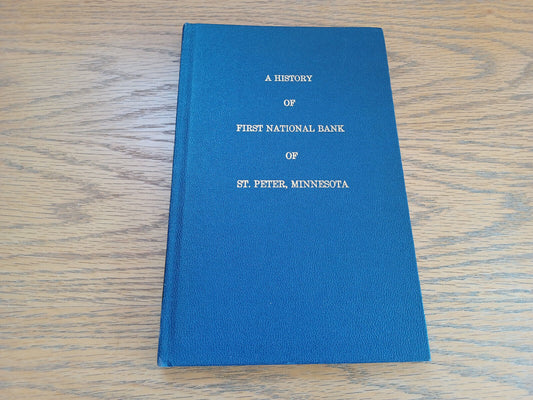 A HISTORY
OF
FIRST NATIONAL BANK
OF
ST. PETER, MINNESOTA